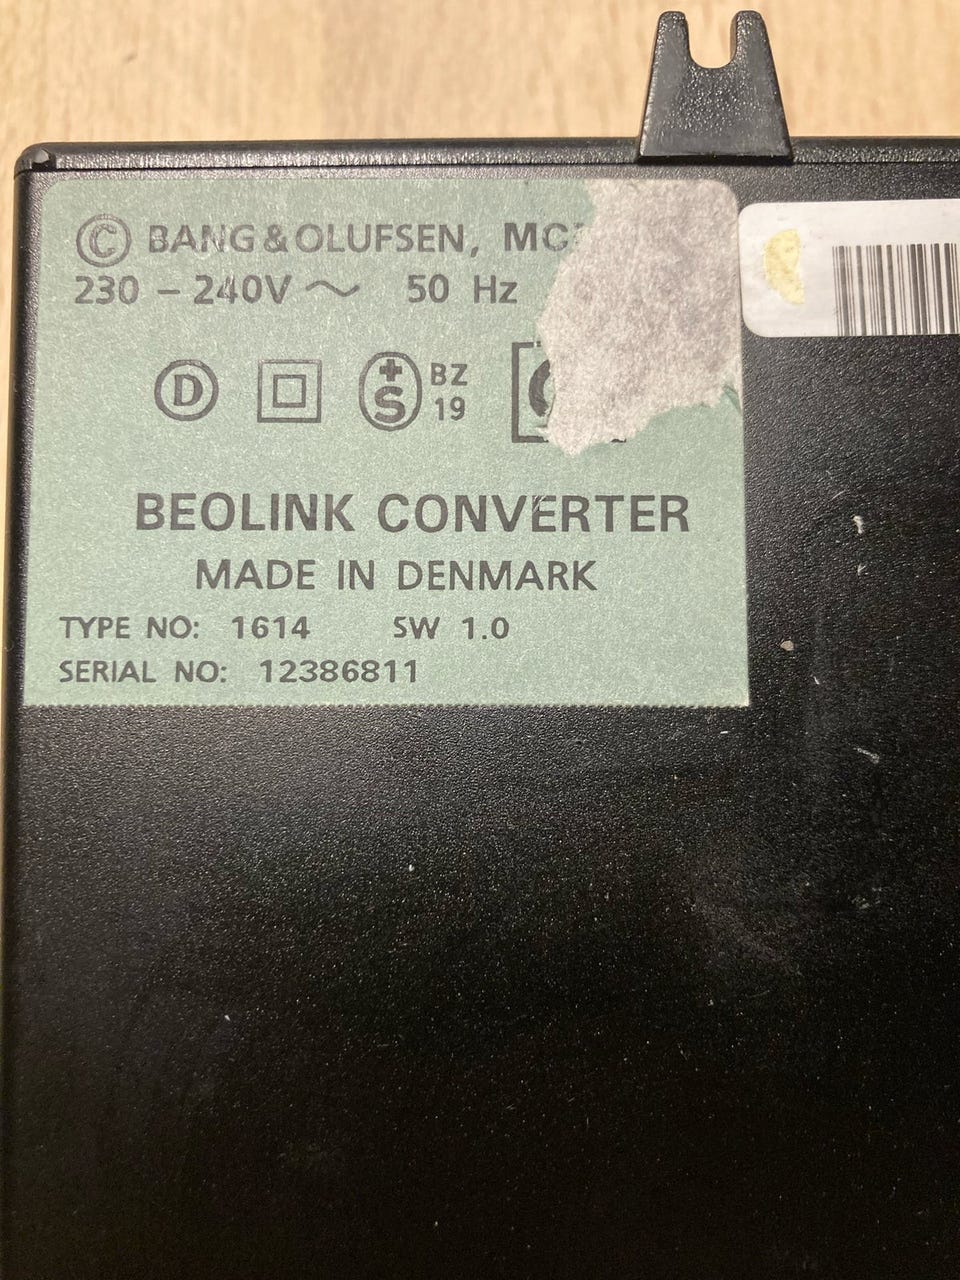 © BANG & OLUFSEN,
230 – 240V ~ 50 Hz
D S BZ
19
BEOLINK CONVERTER
MADE IN DENMARK
TYPE NO: 1614 SW 1.0
SERIAL NO: 12386811